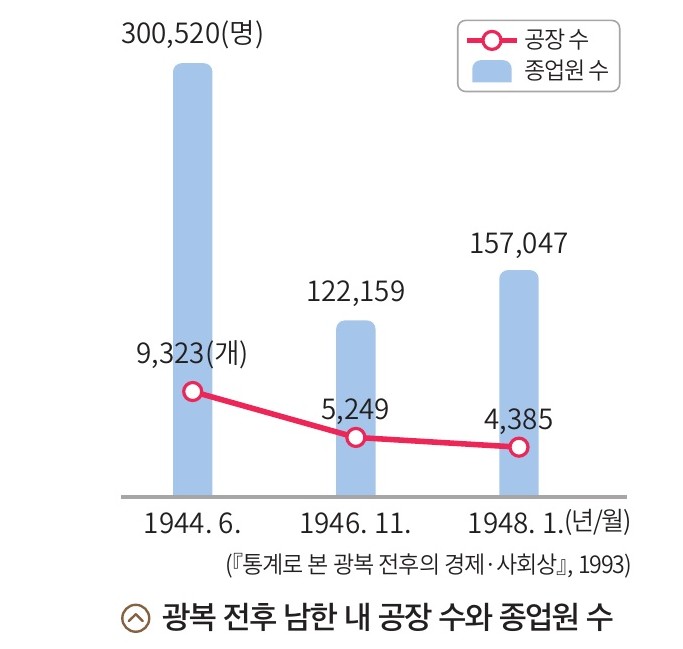 300,520(명)
공장 수
종업원 수
157,047
122,159
9,323(개)
5,249
4,385
1944. 6.
1946. 11.
1948. 1.(년/월)
(『통계로 본 광복 전후의 경제·사회상』, 1993)
광복 전후 남한 내 공장 수와 종업원 수